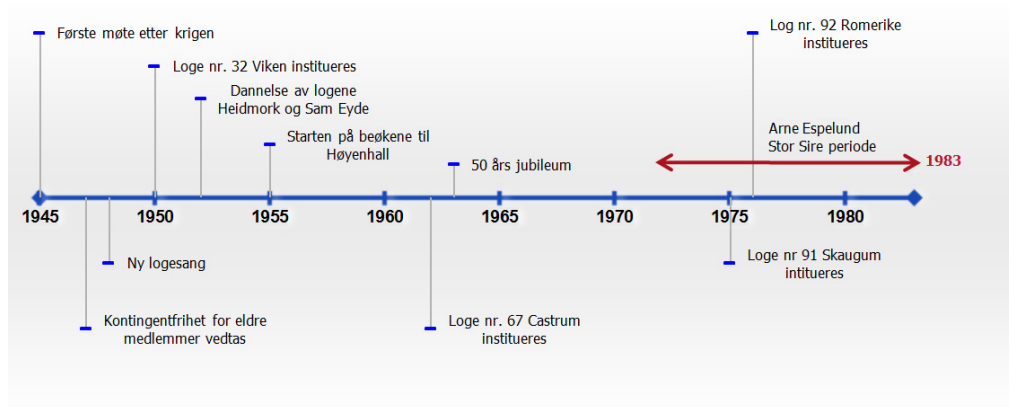 Første møte etter krigen
Log nr. 92 Romerike
institueres
Loge nr. 32 Viken institueres
Dannelse av logene
Heidmork og Sam Eyde
Starten på beøkene til
Høyenhall
50 års jubileum
Arne Espelund
Stor Sire periode
1983
1945
1950
1955
1960
1965
1970
1975
1980
Ny logesang
Loge nr 91 Skaugum
intitueres
Kontingentfrihet for eldre
medlemmer vedtas
Loge nr. 67 Castrum
institueres